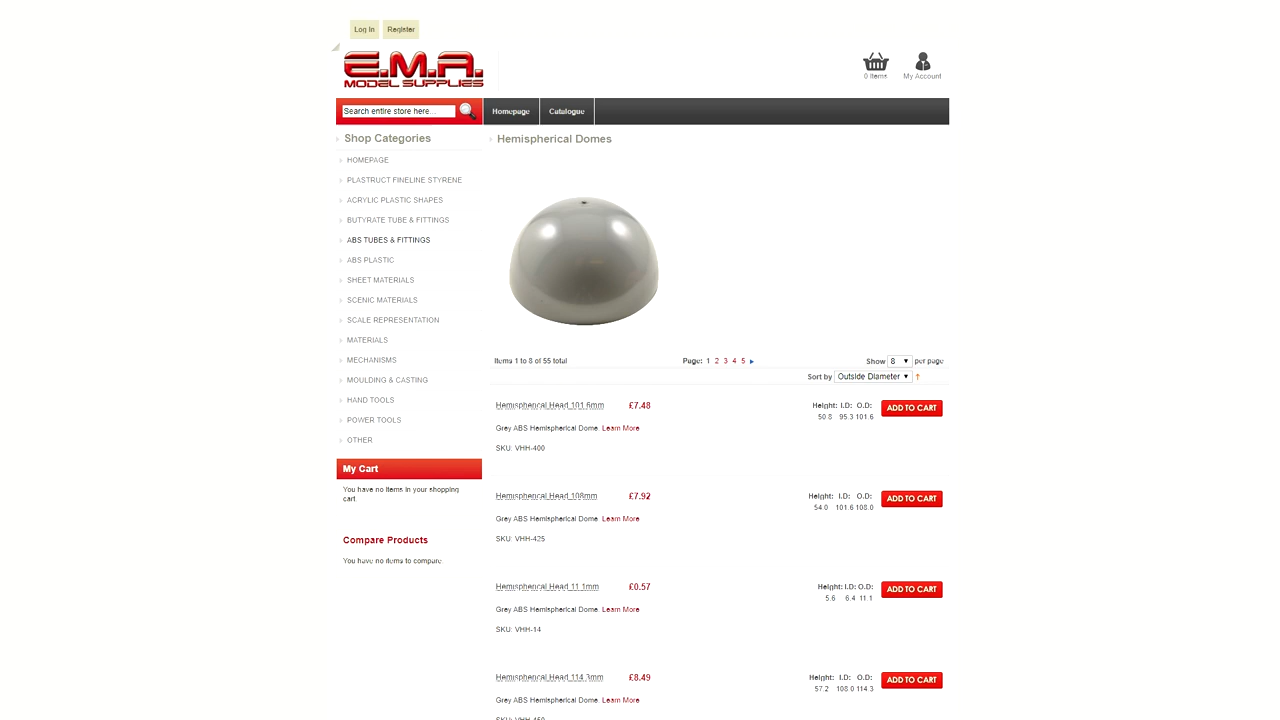 Log In
Register
E.M.A.
MODEL SUPPLIES
0 Items
My Account
Search entire store here...
Homepage
Catalogue
Shop Categories
HOMEPAGE
PLASTRUCT FINELINE STYRENE
ACRYLIC PLASTIC SHAPES
BUTYRATE TUBE & FITTINGS
ABS TUBES & FITTINGS
ABS PLASTIC
SHEET MATERIALS
SCENIC MATERIALS
SCALE REPRESENTATION
MATERIALS
MECHANISMS
MOULDING & CASTING
HAND TOOLS
POWER TOOLS
OTHER
My Cart
You have no items in your shopping
cart.
Compare Products
You have no items to compare.
Hemispherical Domes
Items 1 to 8 of 55 total
Page: 1 2 3 4 5
Show 8 per page
Sort by Outside Diameter
Hemispherical Head 101.6mm £7.48 Height: I.D: O.D: ADD TO CART
50.8 95.3 101.6
Grey ABS Hemispherical Dome. Learn More
SKU: VHH-400
Hemispherical Head 108mm £7.92 Height: I.D: O.D: ADD TO CART
54.0 101.6 108.0
Grey ABS Hemispherical Dome. Learn More
SKU: VHH-425
Hemispherical Head 11.1mm £0.57 Height: I.D: O.D: ADD TO CART
5.6 6.4 11.1
Grey ABS Hemispherical Dome. Learn More
SKU: VHH-14
Hemispherical Head 114.3mm £8.49 Height: I.D: O.D: ADD TO CART
57.2 108.0 114.3
Grey ABS Hemispherical Dome. Learn More
SKU: VHH-450